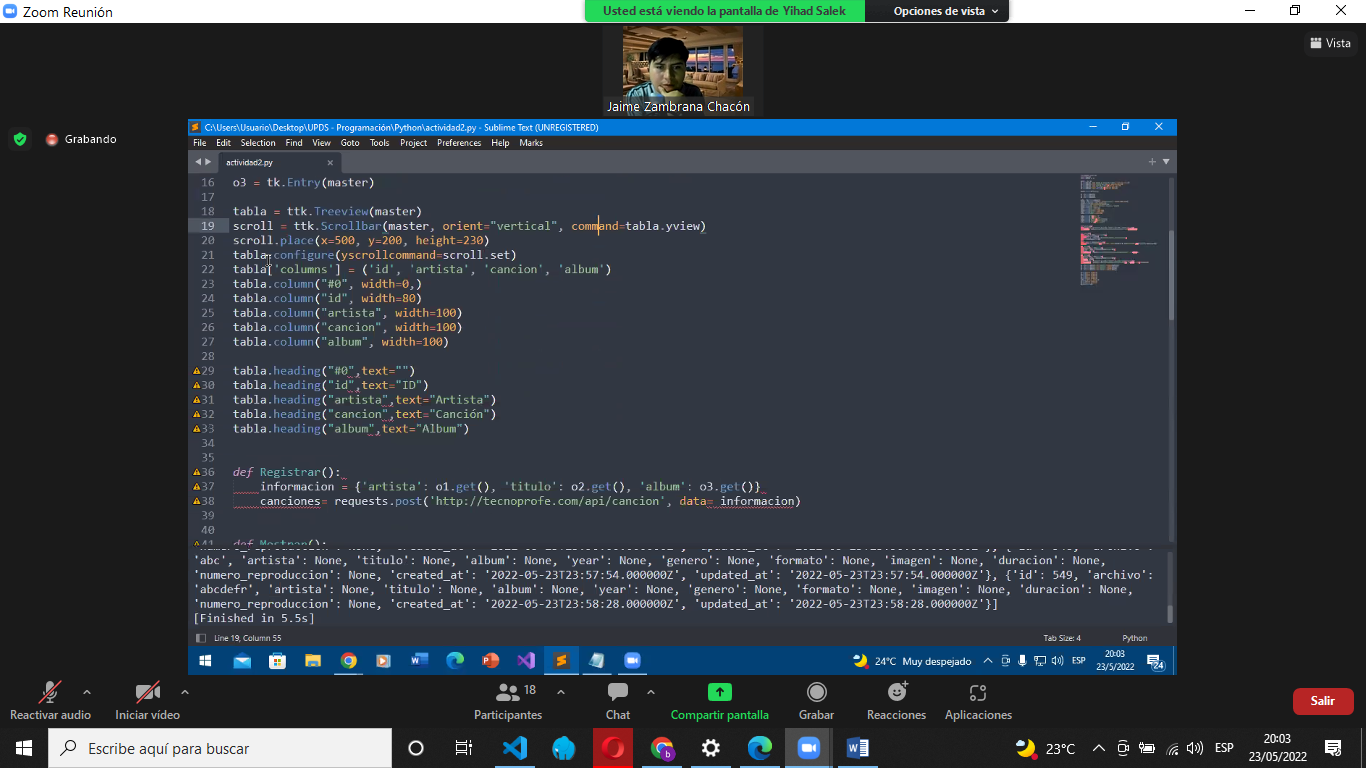 Zoom Reunión
Usted está viendo la pantalla de Yihad Salek
Opciones de vista
Vista
Jaime Zambrana Chacón
Grabando
C:\Users\Usuario\Desktop\UPDS - Programación\Python\actividad2.py - Sublime Text (UNREGISTERED)
File Edit Selection Find View Goto Tools Project Preferences Help Marks
actividad2.py
16 o3 = tk.Entry(master)
17
18 tabla = ttk.Treeview(master)
19 scroll = ttk.Scrollbar(master, orient="vertical", command=tabla.yview)
20 scroll.place(x=500, y=200, height=230)
21 tabla.configure(yscrollcommand=scroll.set)
22 tabla['columns'] = ('id', 'artista', 'cancion', 'album')
23 tabla.column("#0", width=0,)
24 tabla.column("id", width=80)
25 tabla.column("artista", width=100)
26 tabla.column("cancion", width=100)
27 tabla.column("album", width=100)
28
29 tabla.heading("#0",text="")
30 tabla.heading("id",text="ID")
31 tabla.heading("artista",text="Artista")
32 tabla.heading("cancion",text="Canción")
33 tabla.heading("album",text="Album")
34
35
36 def Registrar():
37 informacion = {'artista': o1.get(), 'titulo': o2.get(), 'album': o3.get()}
38 canciones= requests.post('http://tecnoprofe.com/api/cancion', data= informacion)
39
40
41 def Mostrar():
'abc', 'artista': None, 'titulo': None, 'album': None, 'year': None, 'genero': None, 'formato': None, 'imagen': None, 'duracion': None,
'numero_reproduccion': None, 'created_at': '2022-05-23T23:57:54.000000Z', 'updated_at': '2022-05-23T23:57:54.000000Z'}, {'id': 549, 'archivo':
'abcdefr', 'artista': None, 'titulo': None, 'album': None, 'year': None, 'genero': None, 'formato': None, 'imagen': None, 'duracion': None,
'numero_reproduccion': None, 'created_at': '2022-05-23T23:58:28.000000Z', 'updated_at': '2022-05-23T23:58:28.000000Z'}]
[Finished in 5.5s]
Line 19, Column 55
Tab Size: 4
Python
24°C Muy despejado
ESP
20:03
23/5/2022
24
Reactivar audio
Iniciar vídeo
18
Participantes
Chat
Compartir pantalla
Grabar
Reacciones
Aplicaciones
Salir
Escribe aquí para buscar
23°C
ESP
20:03
23/05/2022